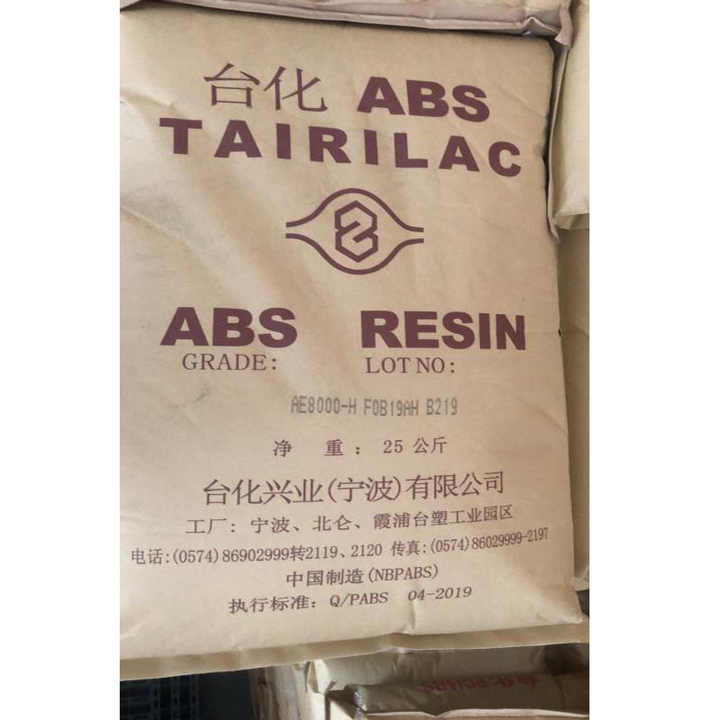 台化 ABS
TAIRILAC
ABS RESIN
GRADE: LOT NO:
AE8000-H F0B19AH B219
净 重: 25 公斤
台化兴业(宁波)有限公司
工厂: 宁波、北仑、霞浦台塑工业园区
电话:(0574)86902999转2119、2120 传真:(0574)86029999-2197
中国制造(NBPABS)
执行标准: Q/PABS 04-2019